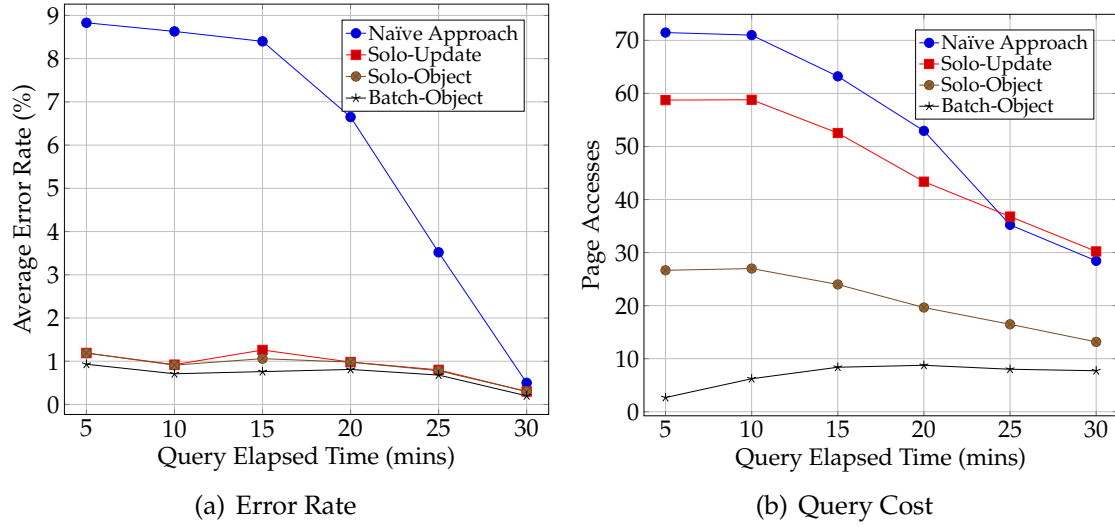 9
8
7
6
5
4
3
2
1
0
Average Error Rate (%)
Naïve Approach
Solo-Update
Solo-Object
Batch-Object
5 10 15 20 25 30
Query Elapsed Time (mins)
(a) Error Rate
70
60
50
40
30
20
10
0
Page Accesses
Naïve Approach
Solo-Update
Solo-Object
Batch-Object
5 10 15 20 25 30
Query Elapsed Time (mins)
(b) Query Cost